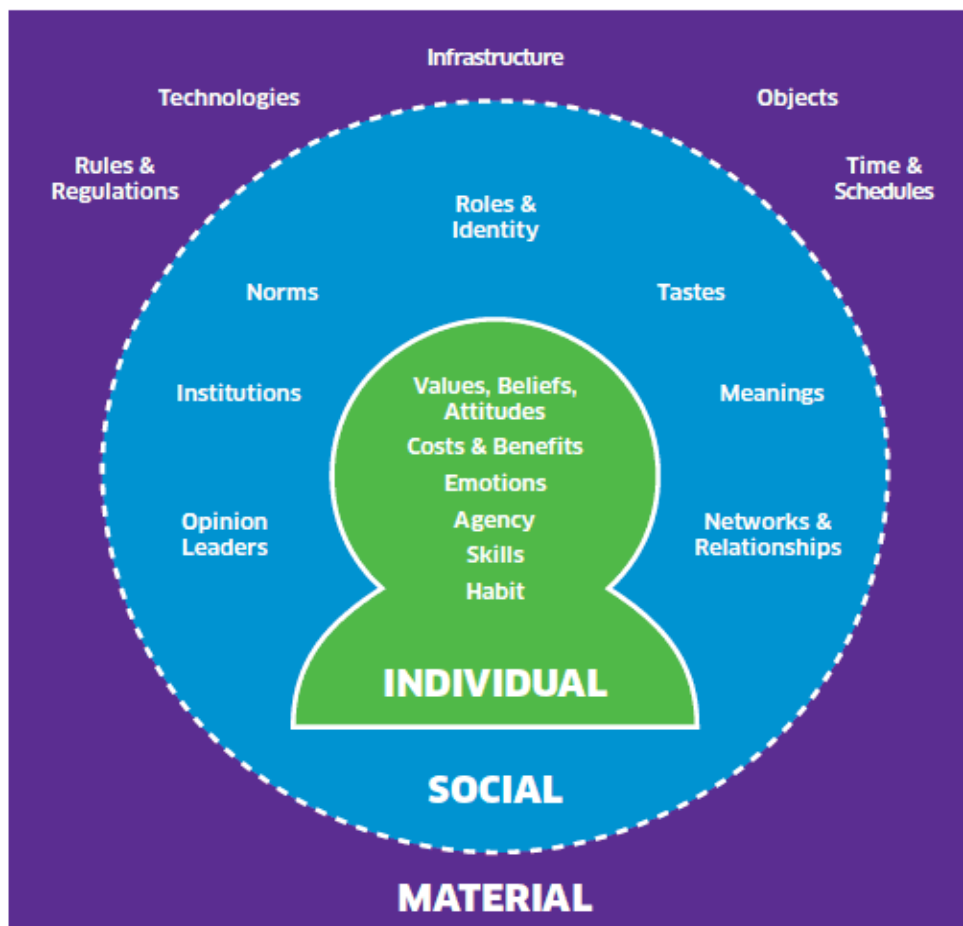 Infrastructure
Technologies
Objects
Rules &
Regulations
Time &
Schedules
Roles &
Identity
Norms
Tastes
Institutions
Meanings
Opinion
Leaders
Networks &
Relationships
Values, Beliefs,
Attitudes
Costs & Benefits
Emotions
Agency
Skills
Habit
INDIVIDUAL
SOCIAL
MATERIAL